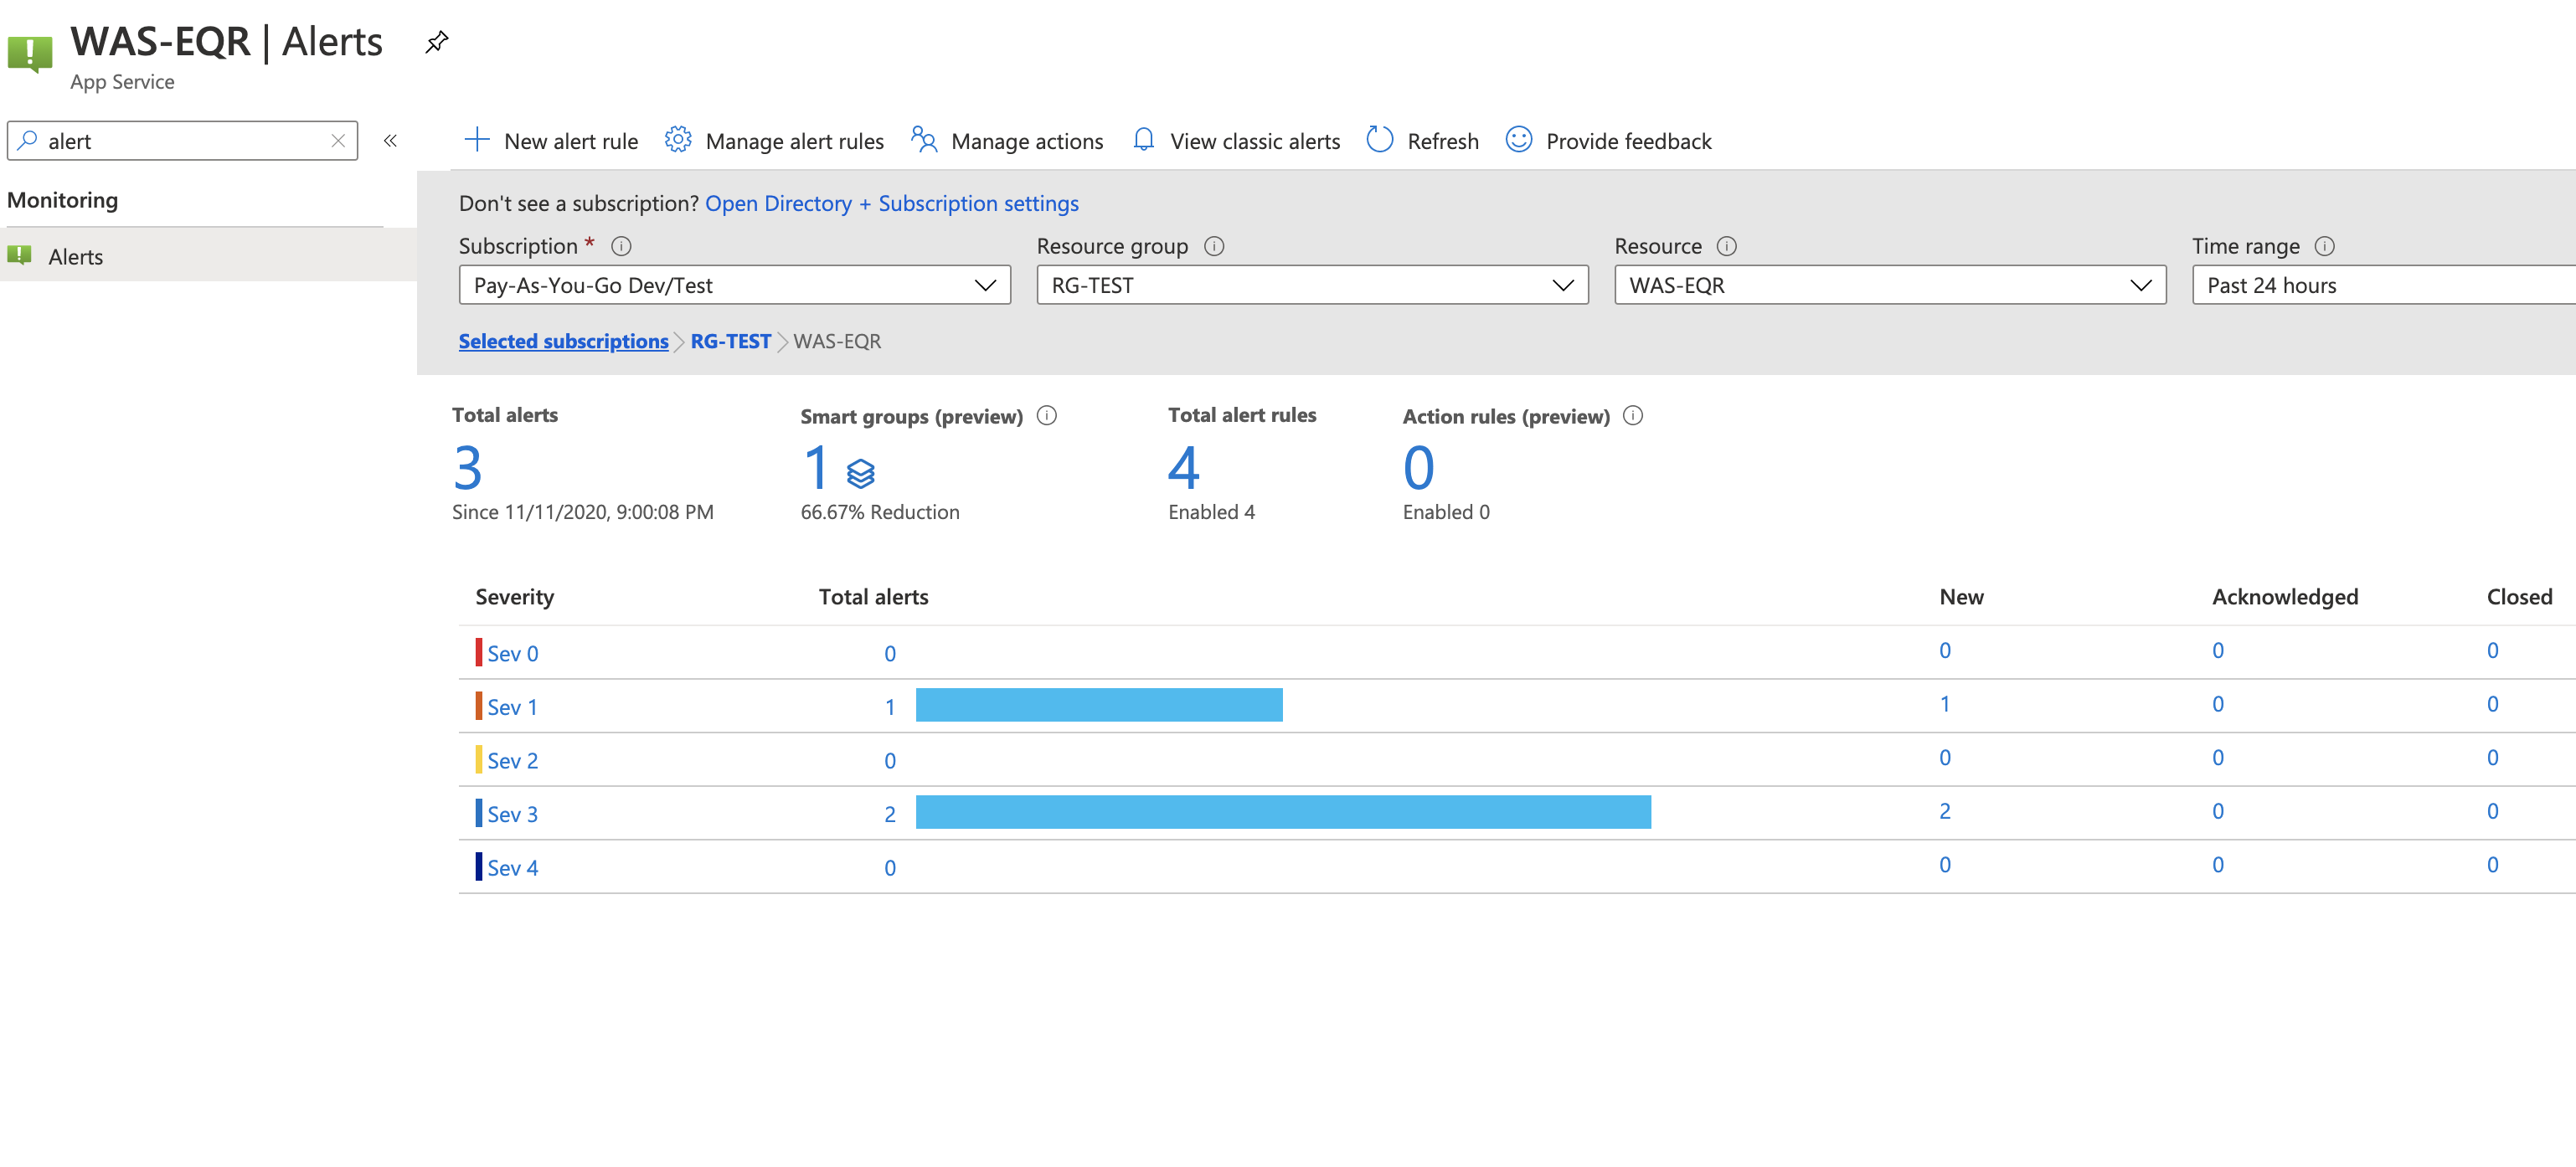 WAS-EQR | Alerts
App Service
alert
New alert rule Manage alert rules Manage actions View classic alerts Refresh Provide feedback
Monitoring
Alerts
Don't see a subscription? Open Directory + Subscription settings
Subscription * Resource group Resource Time range
Pay-As-You-Go Dev/Test RG-TEST WAS-EQR Past 24 hours
Selected subscriptions RG-TEST WAS-EQR
Total alerts Smart groups (preview) Total alert rules Action rules (preview)
3 1 4 0
Since 11/11/2020, 9:00:08 PM 66.67% Reduction Enabled 4 Enabled 0
Severity Total alerts New Acknowledged Closed
Sev 0 0 0 0 0
Sev 1 1 1 0 0
Sev 2 0 0 0 0
Sev 3 2 2 0 0
Sev 4 0 0 0 0